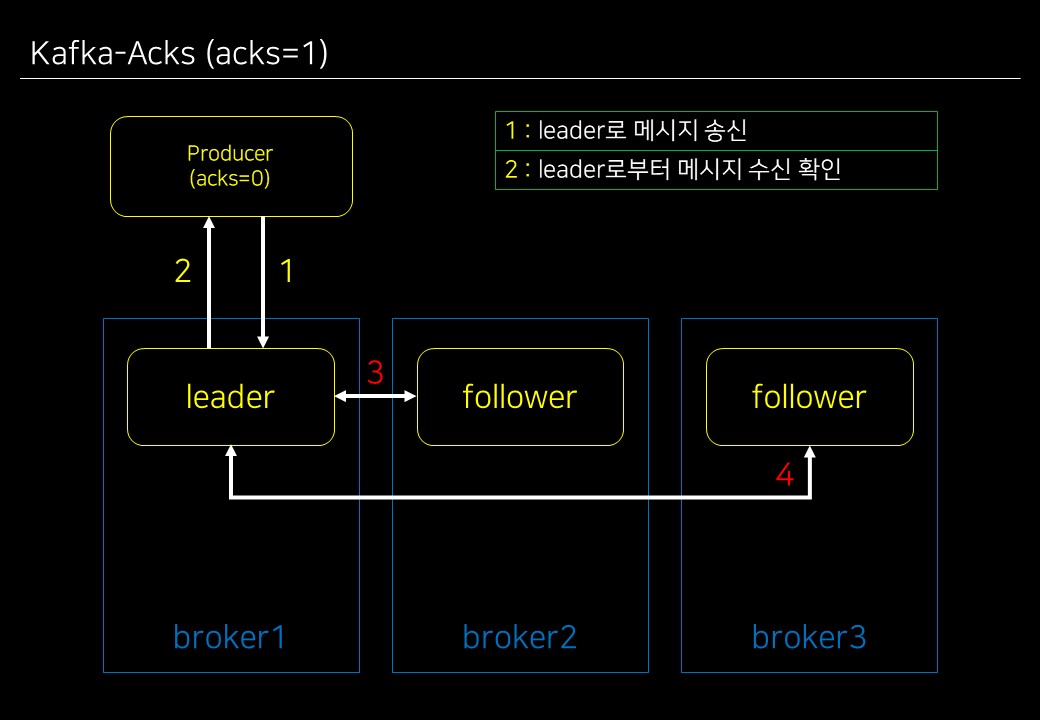 Kafka-Acks (acks=1)
Producer
(acks=0)
1 : leader로 메시지 송신
2 : leader로부터 메시지 수신 확인
2
1
leader
3
follower
follower
4
broker1
broker2
broker3